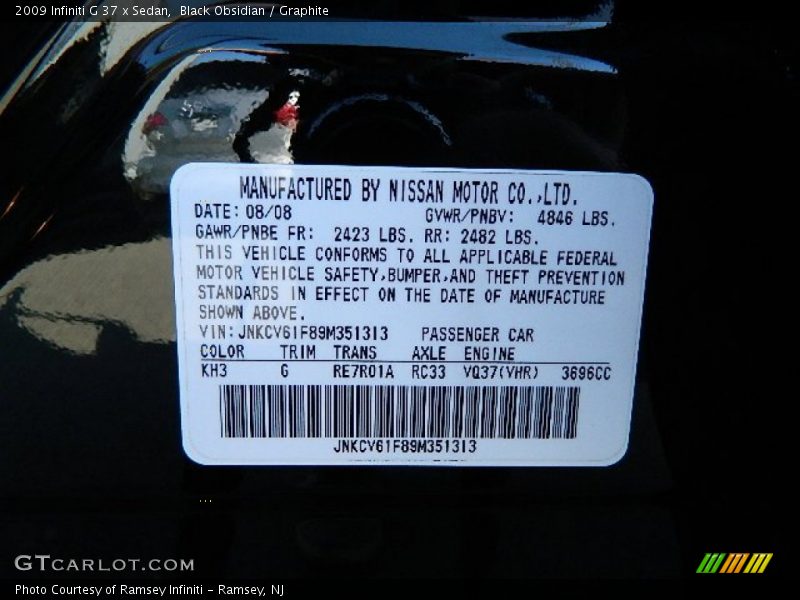 2009 Infiniti G 37 x Sedan,  Black Obsidian / Graphite
MANUFACTURED BY NISSAN MOTOR CO.,LTD.
DATE: 08/08 GVWR/PNBV: 4846 LBS.
GAWR/PNBE FR: 2423 LBS. RR: 2482 LBS.
THIS VEHICLE CONFORMS TO ALL APPLICABLE FEDERAL
MOTOR VEHICLE SAFETY,BUMPER,AND THEFT PREVENTION
STANDARDS IN EFFECT ON THE DATE OF MANUFACTURE
SHOWN ABOVE.
VIN: JNKCV61F89M351313 PASSENGER CAR
COLOR TRIM TRANS AXLE ENGINE
KH3 G RE7R01A RC33 VQ37(VHR) 3696CC
JNKCV61F89M351313
GTCARLOT.COM
Photo Courtesy of Ramsey Infiniti - Ramsey, NJ